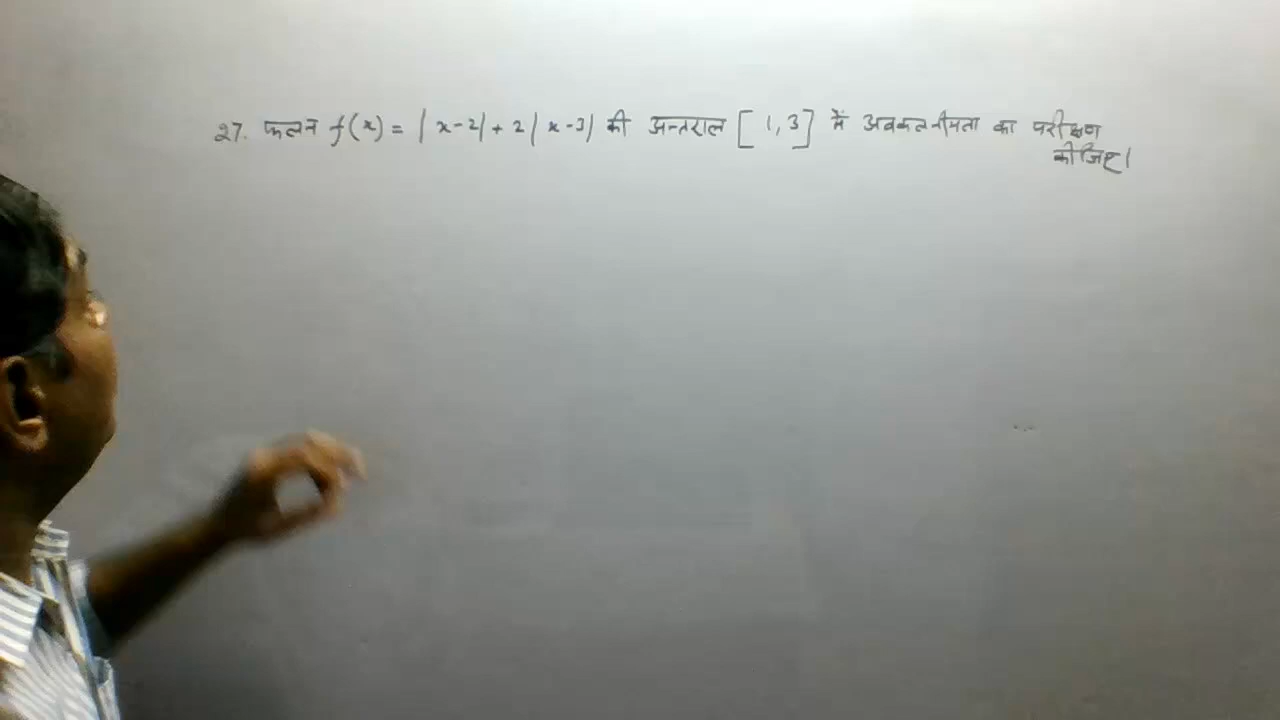 27. फलन f(x) = |x-2| + 2|x-3| की अन्तराल [1,3] में अवकलनीयता का परीक्षण
कीजिए।